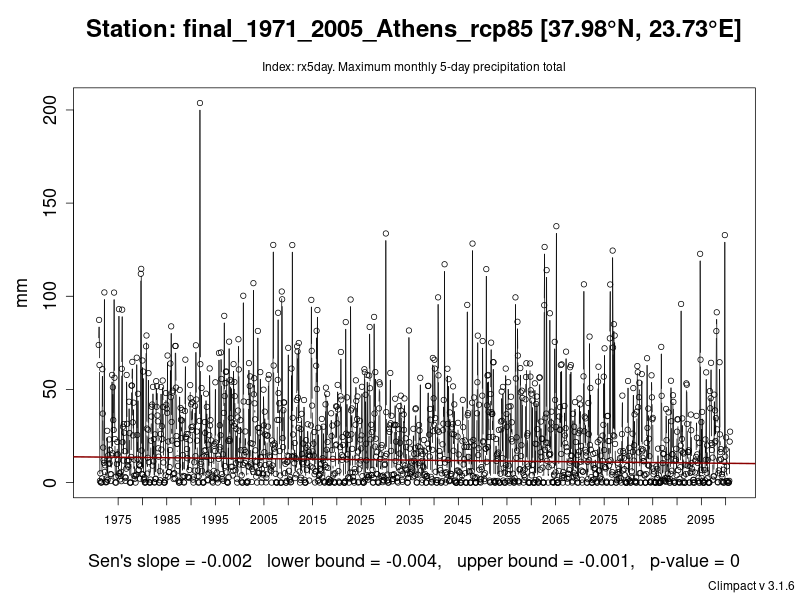 Station: final_1971_2005_Athens_rcp85 [37.98°N, 23.73°E]
Index: rx5day. Maximum monthly 5-day precipitation total
200
150
100
50
0
mm
1975 1985 1995 2005 2015 2025 2035 2045 2055 2065 2075 2085 2095
Sen's slope = -0.002 lower bound = -0.004, upper bound = -0.001, p-value = 0
Climpact v 3.1.6